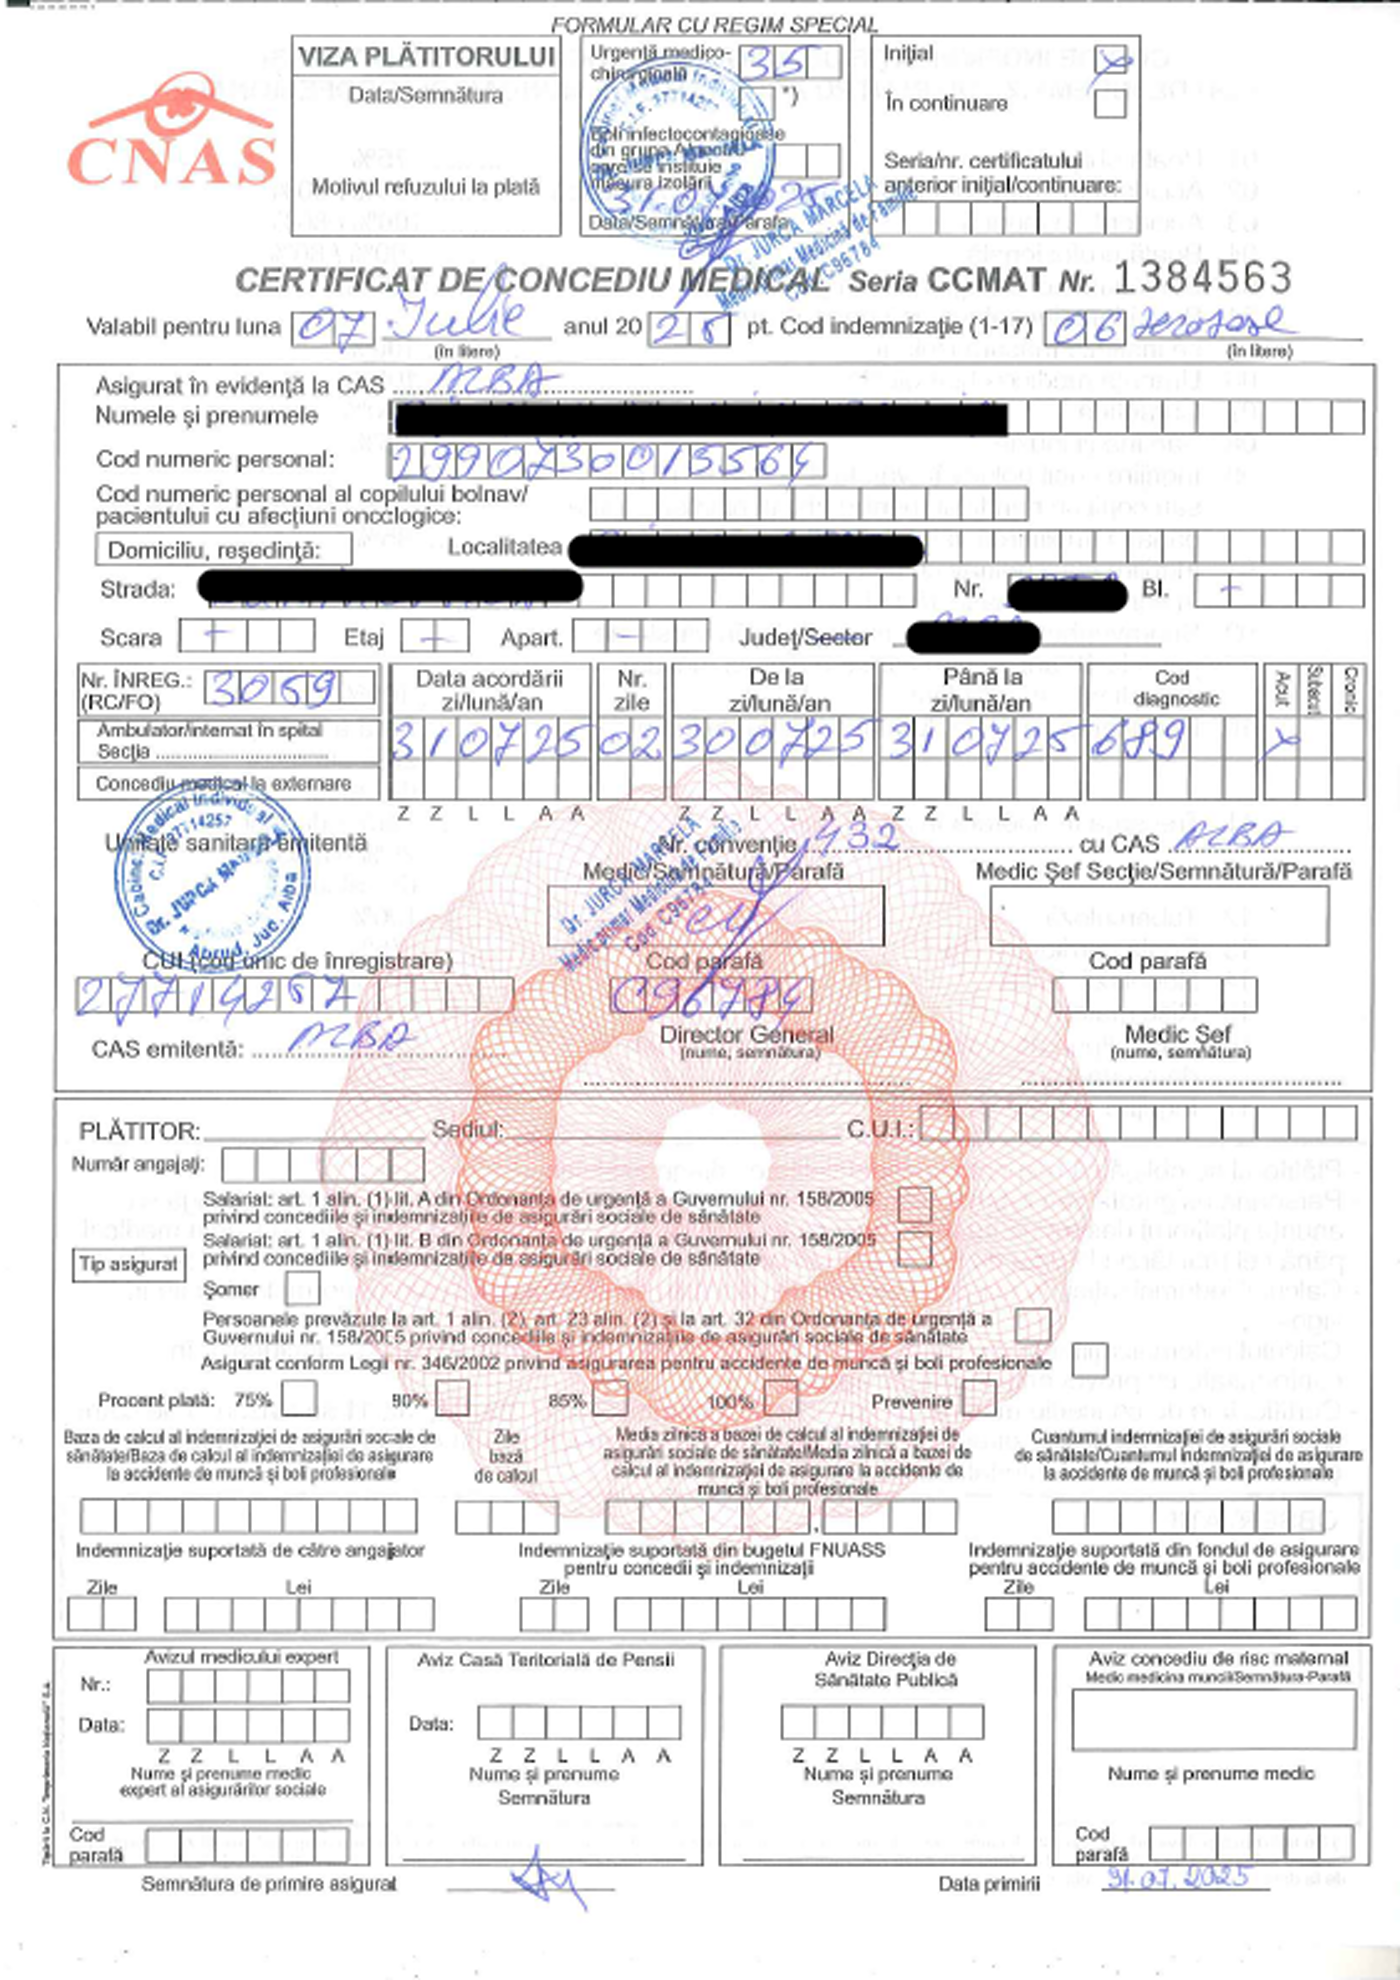 FORMULAR CU REGIM SPECIAL
CNAS
VIZA PLĂTITORULUI
Data/Semnătura
Motivul refuzului la plată
Urgență medico-
chirurgicală 35
*)
Boli infectocontagioase
din grupa A
care se instituie
măsura izolării
31.07.2025
Data/Semnătura/Parafa
Inițial x
În continuare
Seria/nr. certificatului
anterior inițial/continuare:
Dr. JURCA MARCELA
Medic primar Medicină de Familie
Cod C96784
CERTIFICAT DE CONCEDIU MEDICAL Seria CCMAT Nr. 1384563
Valabil pentru luna 07 Iulie anul 20 25 pt. Cod indemnizație (1-17) 06 zerosase
(în litere) (în litere)
Asigurat în evidență la CAS ALBA
Numele și prenumele
Cod numeric personal: 2990730015564
Cod numeric personal al copilului bolnav/
pacientului cu afecțiuni oncologice:
Domiciliu, reședință: Localitatea
Strada: Nr. Bl. -
Scara - Etaj - Apart. - Județ/Sector
Nr. ÎNREG.:
(RC/FO) 3059
Data acordării
zi/lună/an
Nr.
zile
De la
zi/lună/an
Până la
zi/lună/an
Cod
diagnostic
Acut
Subacut
Cronic
Ambulator/internat în spital
Secția
310725 02 300725 310725 689 x
Concediu medical la externare
Z Z L L A A Z Z L L A A Z Z L L A A
Cabinet Medical Individual
Dr. JURCA MARCELA
Abrud, Jud. Alba
Unitate sanitară emitentă
Nr. convenție 432 cu CAS ALBA
Medic/Semnătură/Parafă
Medic Șef Secție/Semnătură/Parafă
Dr. JURCA MARCELA
Medic primar Medicină de Familie
Cod C96784
CUI (cod unic de înregistrare)
27714257
Cod parafă
C96784
Cod parafă
CAS emitentă: ALBA
Director General
(nume, semnătura)
Medic Șef
(nume, semnătura)
PLĂTITOR: Sediul: C.U.I.:
Număr angajați:
Tip asigurat
Salariat: art. 1 alin. (1) lit. A din Ordonanța de urgență a Guvernului nr. 158/2005
privind concediile și indemnizațiile de asigurări sociale de sănătate
Salariat: art. 1 alin. (1) lit. B din Ordonanța de urgență a Guvernului nr. 158/2005
privind concediile și indemnizațiile de asigurări sociale de sănătate
Șomer
Persoanele prevăzute la art. 1 alin. (2), art. 23 alin. (2) și la art. 32 din Ordonanța de urgență a
Guvernului nr. 158/2005 privind concediile și indemnizațiile de asigurări sociale de sănătate
Asigurat conform Legii nr. 346/2002 privind asigurarea pentru accidente de muncă și boli profesionale
Procent plată: 75% 80% 85% 100% Prevenire
Baza de calcul al indemnizației de asigurări sociale de
sănătate/Baza de calcul al indemnizației de asigurare
la accidente de muncă și boli profesionale
Zile
bază
de calcul
Media zilnică a bazei de calcul al indemnizației de
asigurări sociale de sănătate/Media zilnică a bazei de
calcul al indemnizației de asigurare la accidente de
muncă și boli profesionale
Cuantumul indemnizației de asigurări sociale
de sănătate/Cuantumul indemnizației de asigurare
la accidente de muncă și boli profesionale
,
Indemnizație suportată de către angajator
Zile Lei
Indemnizație suportată din bugetul FNUASS
pentru concedii și indemnizații
Zile Lei
Indemnizație suportată din fondul de asigurare
pentru accidente de muncă și boli profesionale
Zile Lei
Avizul medicului expert
Nr.:
Data:
Z Z L L A A
Nume și prenume medic
expert al asigurărilor sociale
Cod
parafă
Aviz Casă Teritorială de Pensii
Data:
Z Z L L A A
Nume și prenume
Semnătura
Aviz Direcția de
Sănătate Publică
Z Z L L A A
Nume și prenume
Semnătura
Aviz concediu de risc maternal
Medic medicina muncii/Semnătura-Parafă
Nume și prenume medic
Cod
parafă
Semnătura de primire asigurat
Data primirii 31.07.2025